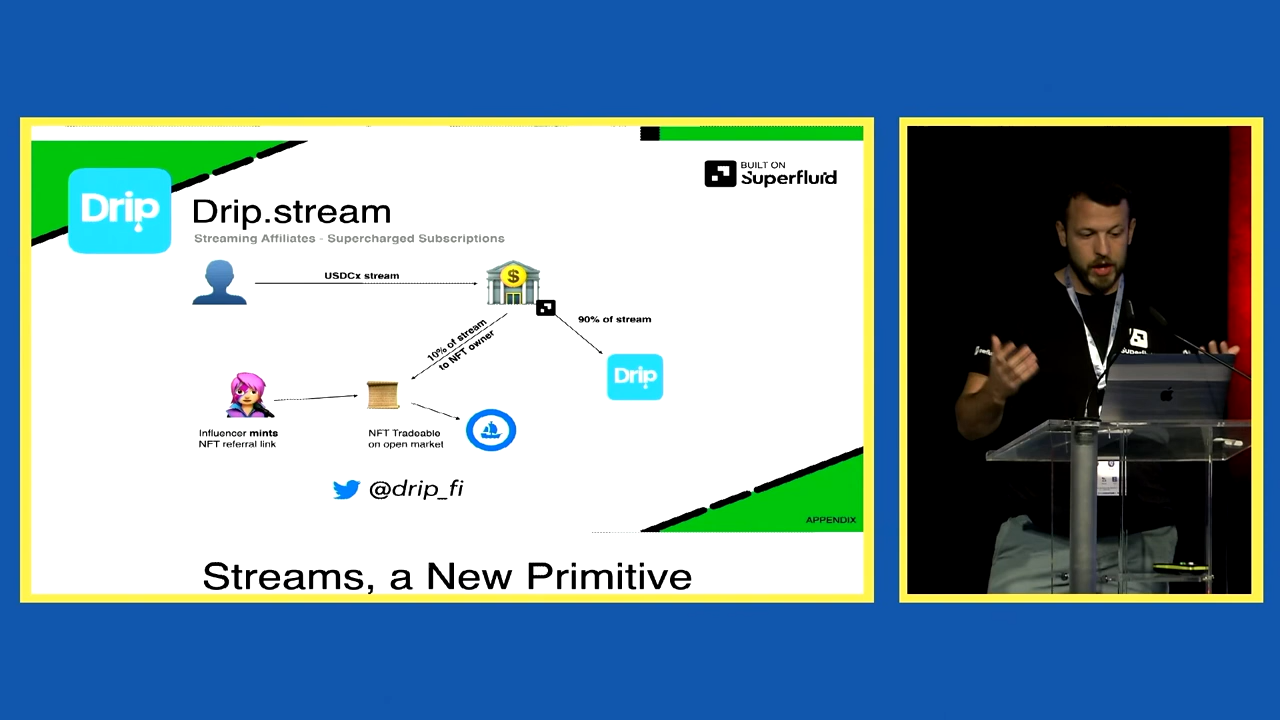 BUILT ON
Superfluid
Drip
Drip.stream
Streaming Affiliates - Supercharged Subscriptions
USDCx stream
$
90% of stream
10% of stream
to NFT owner
Drip
Influencer mints
NFT referral link
NFT Tradeable
on open market
@drip_fi
APPENDIX
Streams, a New Primitive